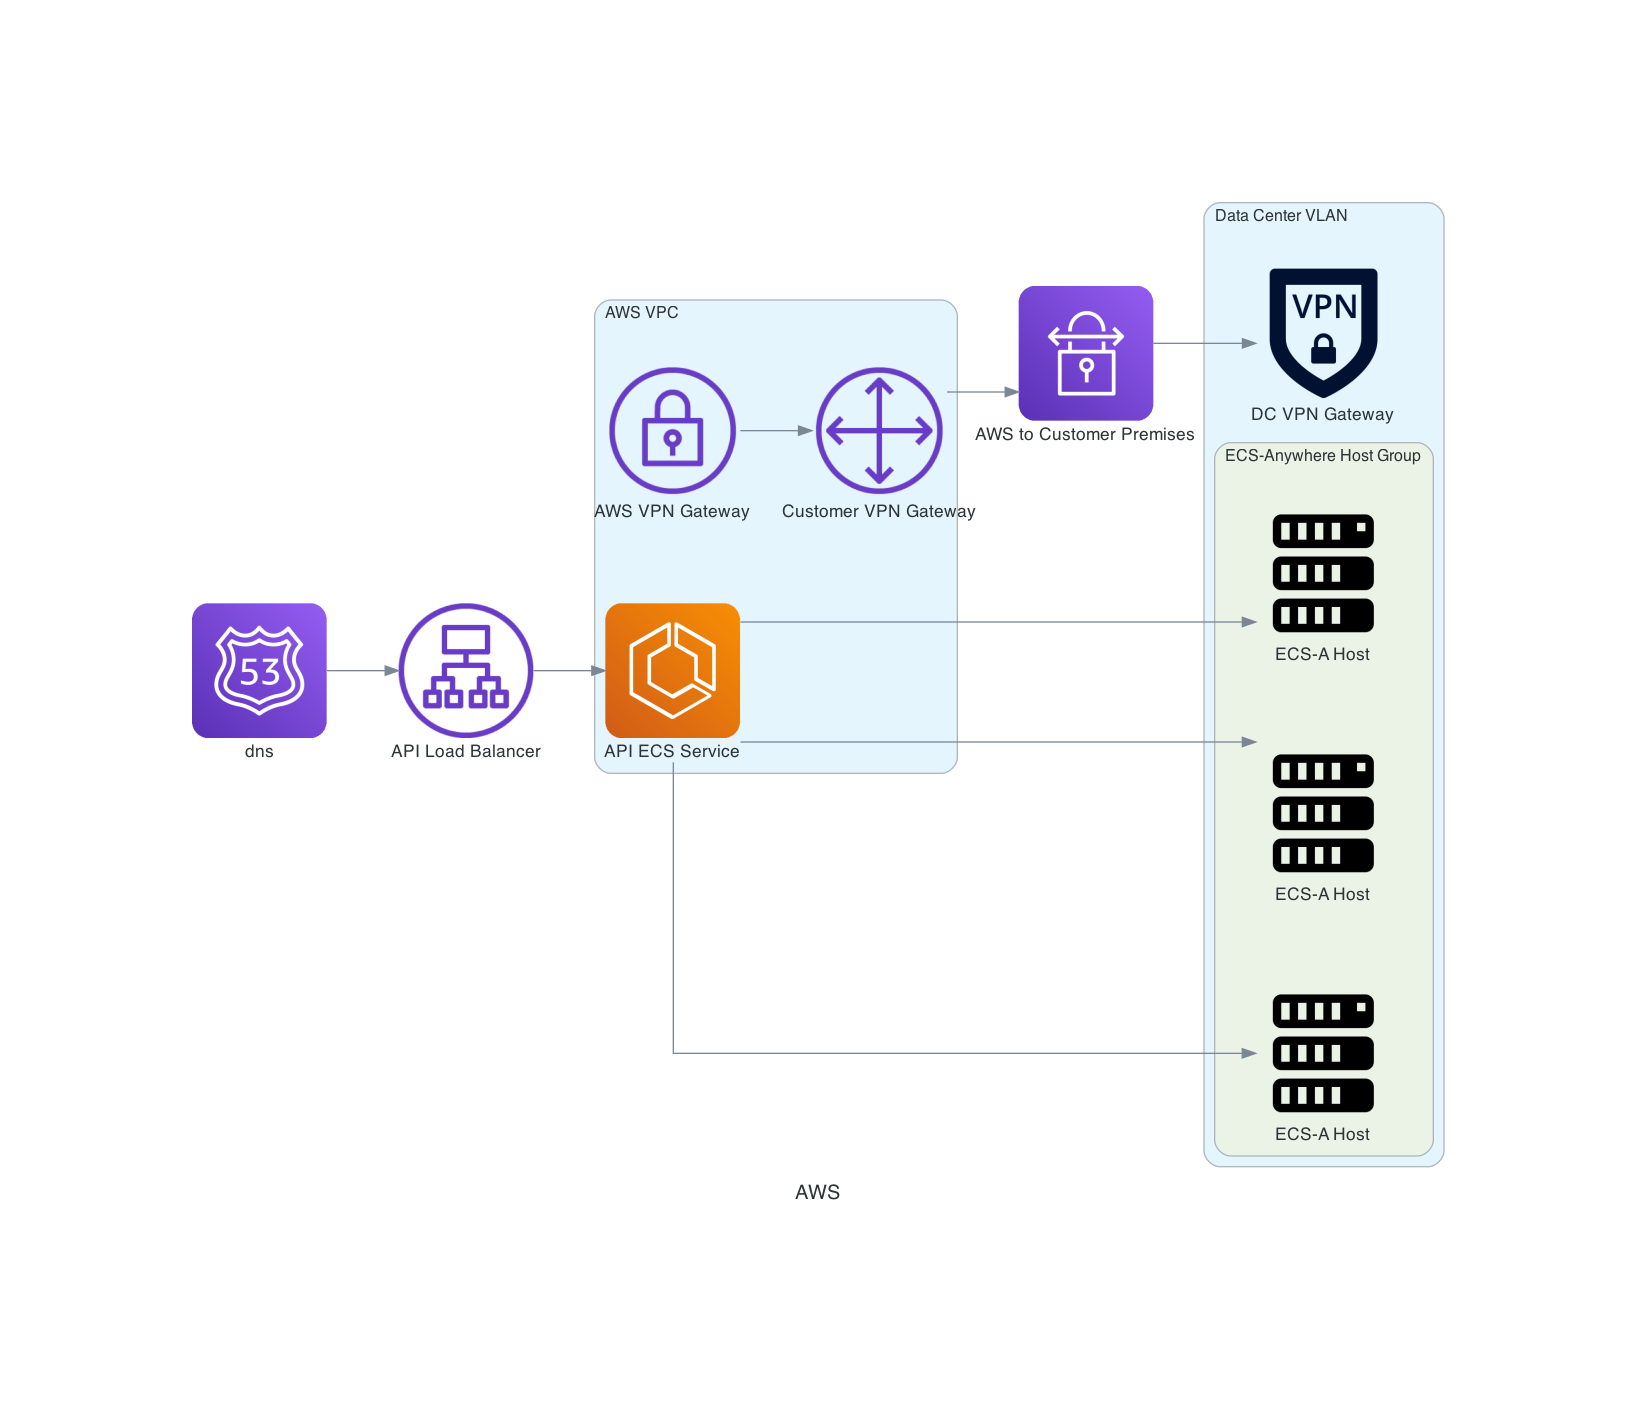 Data Center VLAN
VPN
DC VPN Gateway
AWS VPC
AWS to Customer Premises
ECS-Anywhere Host Group
AWS VPN Gateway
Customer VPN Gateway
53
dns
API Load Balancer
API ECS Service
ECS-A Host
ECS-A Host
ECS-A Host
AWS